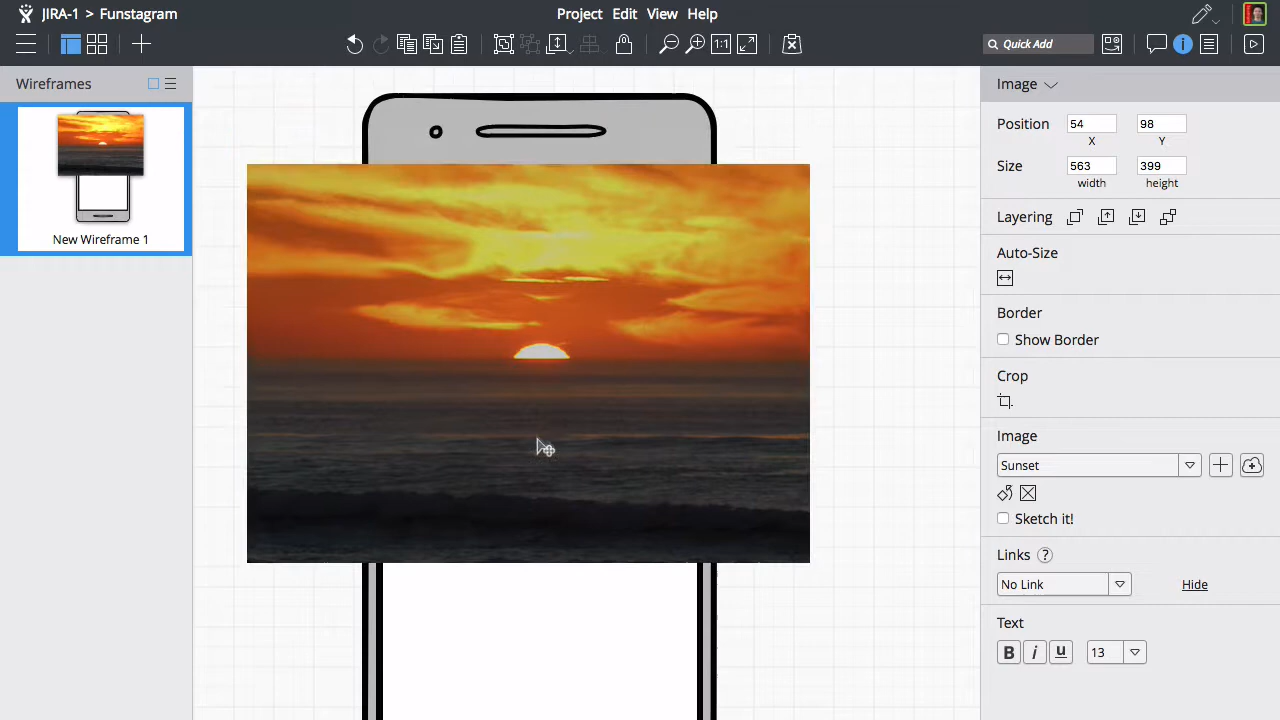 JIRA-1 > Funstagram
Project Edit View Help
1:1
Quick Add
Wireframes
New Wireframe 1
Image
Position 54 98
X Y
Size 563 399
width height
Layering
Auto-Size
Border
Show Border
Crop
Image
Sunset
Sketch it!
Links ?
No Link Hide
Text
B i u 13